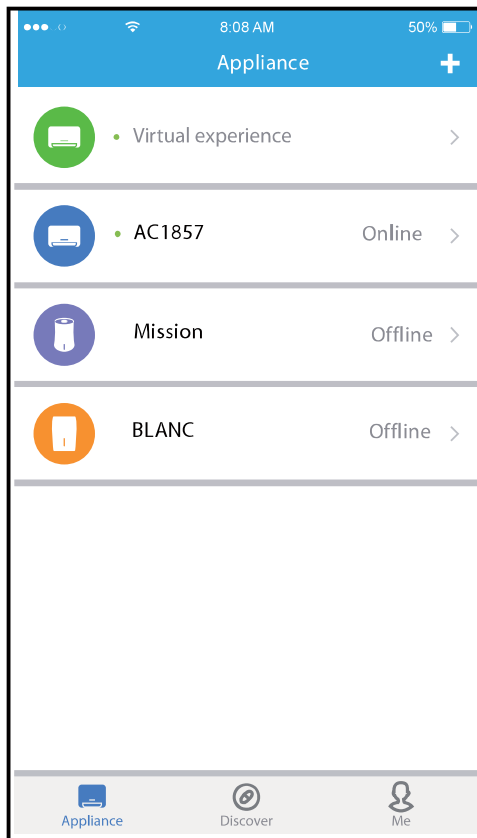 8:08 AM 50%
Appliance
Virtual experience
AC1857 Online
Mission Offline
BLANC Offline
Appliance Discover Me